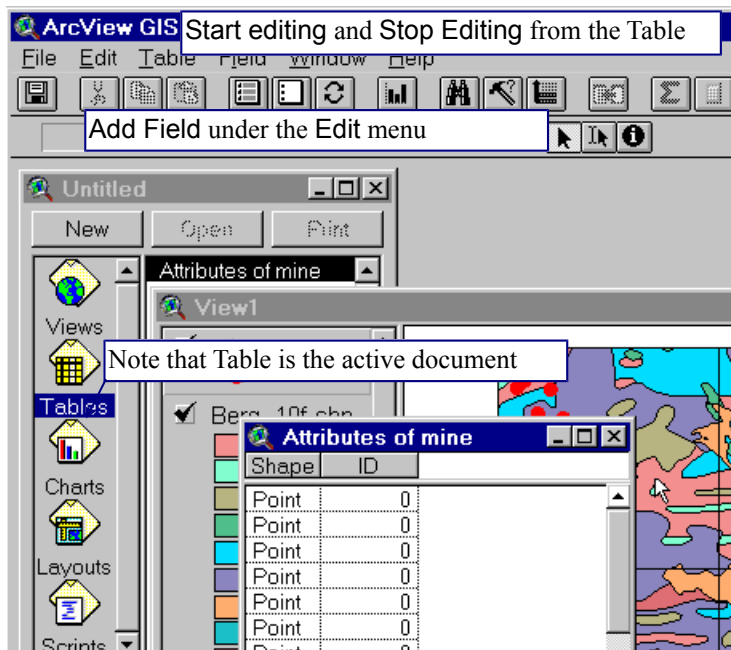 ArcView GIS
Start editing and Stop Editing from the Table
File Edit Table Field Window Help
Add Field under the Edit menu
Untitled
New Open Print
Attributes of mine
View1
Views
Note that Table is the active document
Tables
Berg_10f.shp
Attributes of mine
Shape ID
Charts
Point 0
Point 0
Point 0
Layouts
Point 0
Point 0
Point 0
Scripts
Point 0